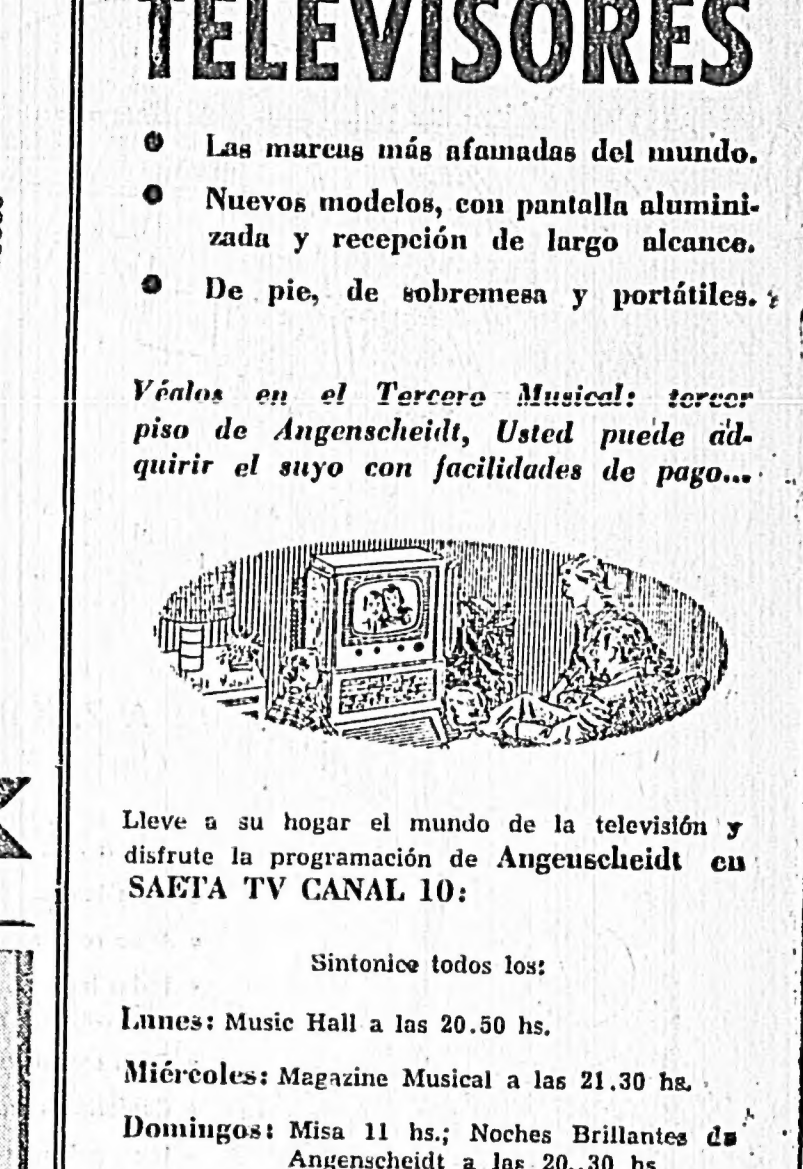 TELEVISORES
Las marcas más afamadas del mundo.
Nuevos modelos, con pantalla alumini-
zada y recepción de largo alcance.
De pie, de sobremesa y portátiles.
Véalos en el Tercero Musical: tercer
piso de Angenscheidt, Usted puede ad-
quirir el suyo con facilidades de pago...
Lleve a su hogar el mundo de la televisión y
disfrute la programación de Angenscheidt en
SAETA TV CANAL 10:
Sintonice todos los:
Lunes: Music Hall a las 20.50 hs.
Miércoles: Magazine Musical a las 21.30 hs.
Domingos: Misa 11 hs.; Noches Brillantes de
Angenscheidt a las 20..30 hs.